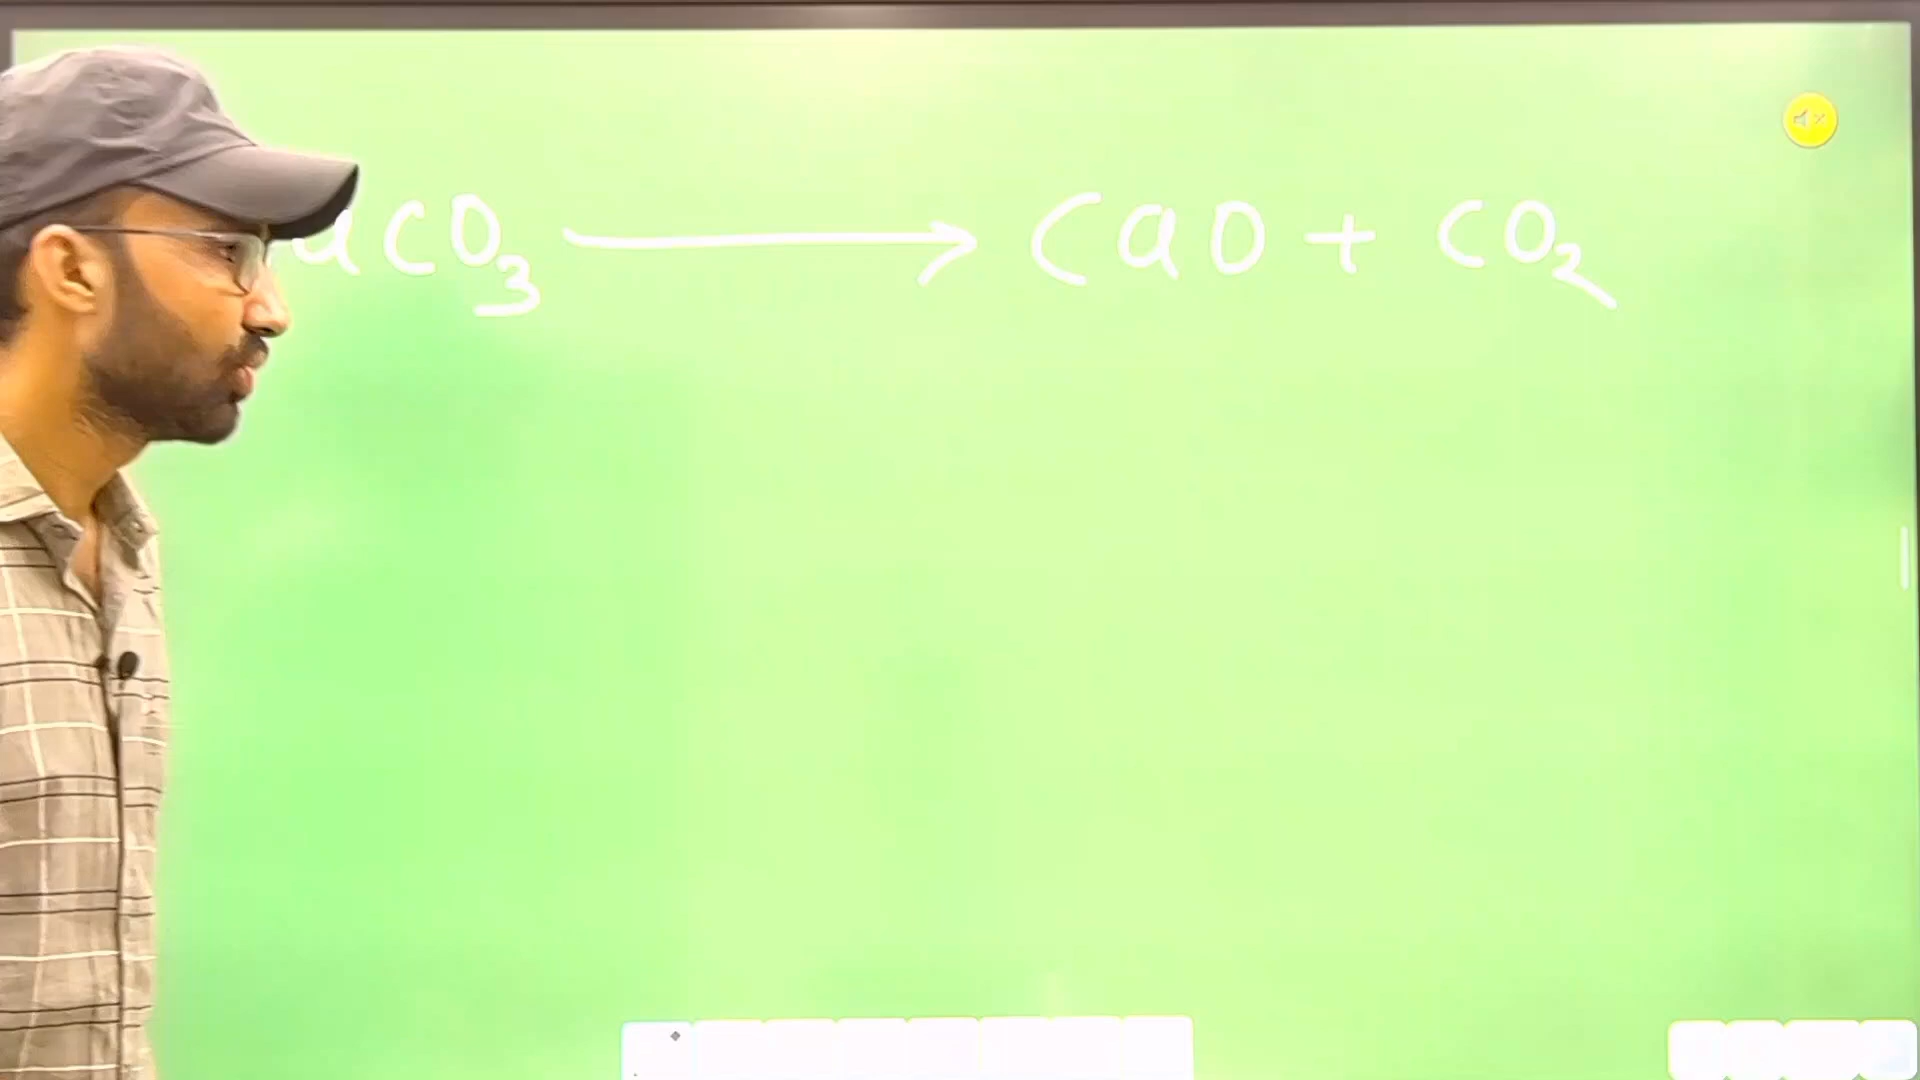 aCO₃ ⟶ CaO + CO₂